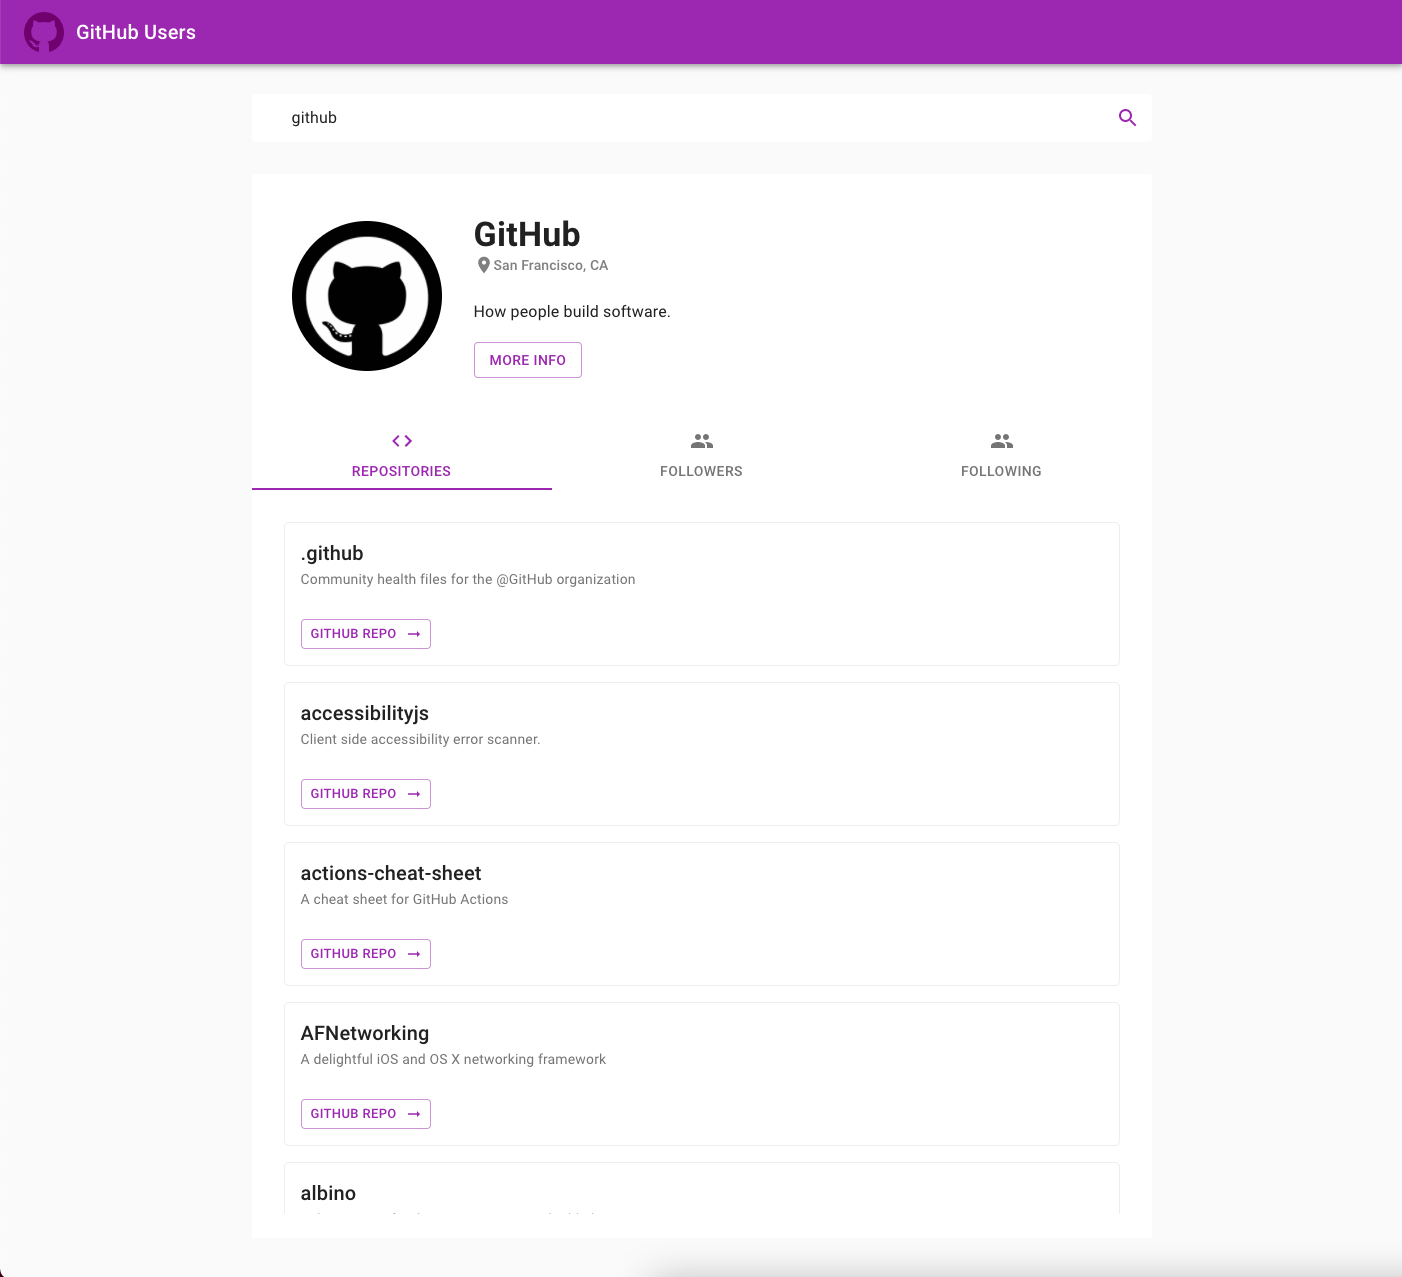 GitHub Users
github
GitHub
San Francisco, CA
How people build software.
MORE INFO
REPOSITORIES
FOLLOWERS
FOLLOWING
.github
Community health files for the @GitHub organization
GITHUB REPO
accessibilityjs
Client side accessibility error scanner.
GITHUB REPO
actions-cheat-sheet
A cheat sheet for GitHub Actions
GITHUB REPO
AFNetworking
A delightful iOS and OS X networking framework
GITHUB REPO
albino